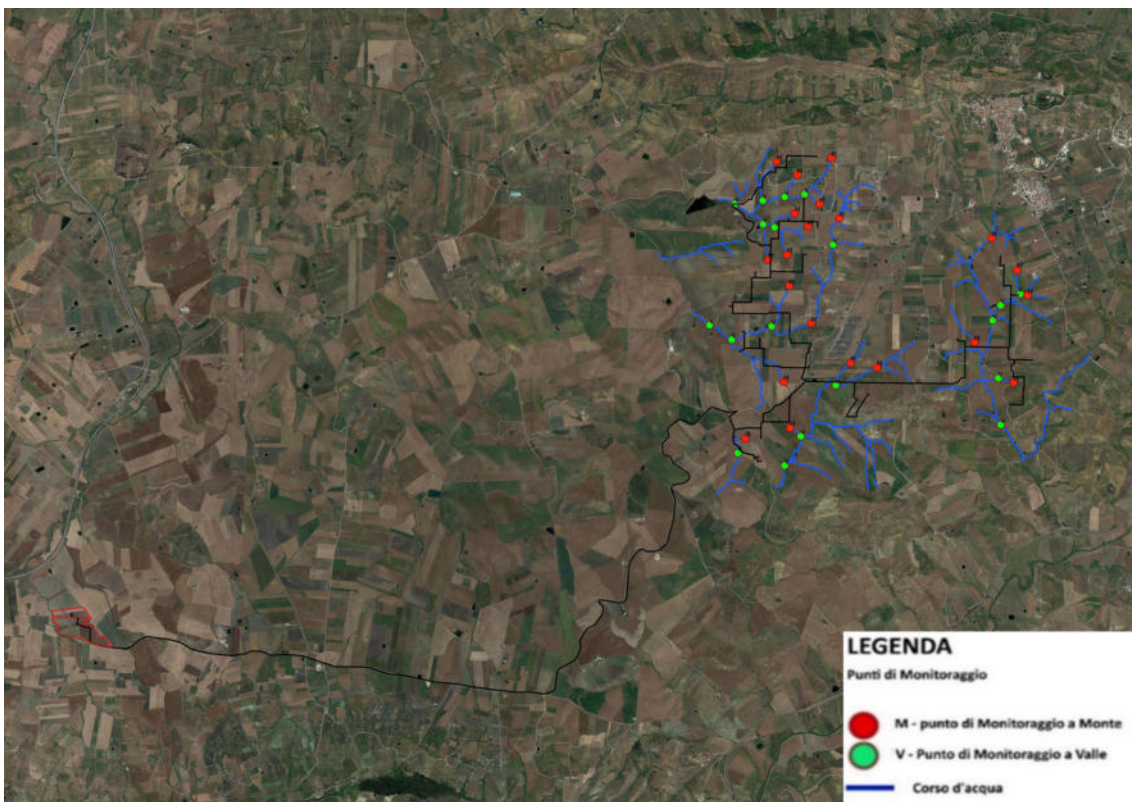 LEGENDA
Punti di Monitoraggio
M - punto di Monitoraggio a Monte
V - Punto di Monitoraggio a Valle
Corso d'acqua